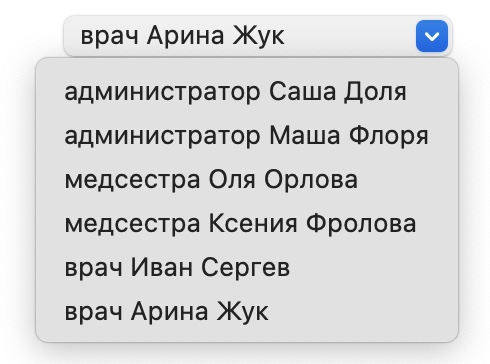 врач Арина Жук
администратор Саша Доля
администратор Маша Флоря
медсестра Оля Орлова
медсестра Ксения Фролова
врач Иван Сергев
врач Арина Жук